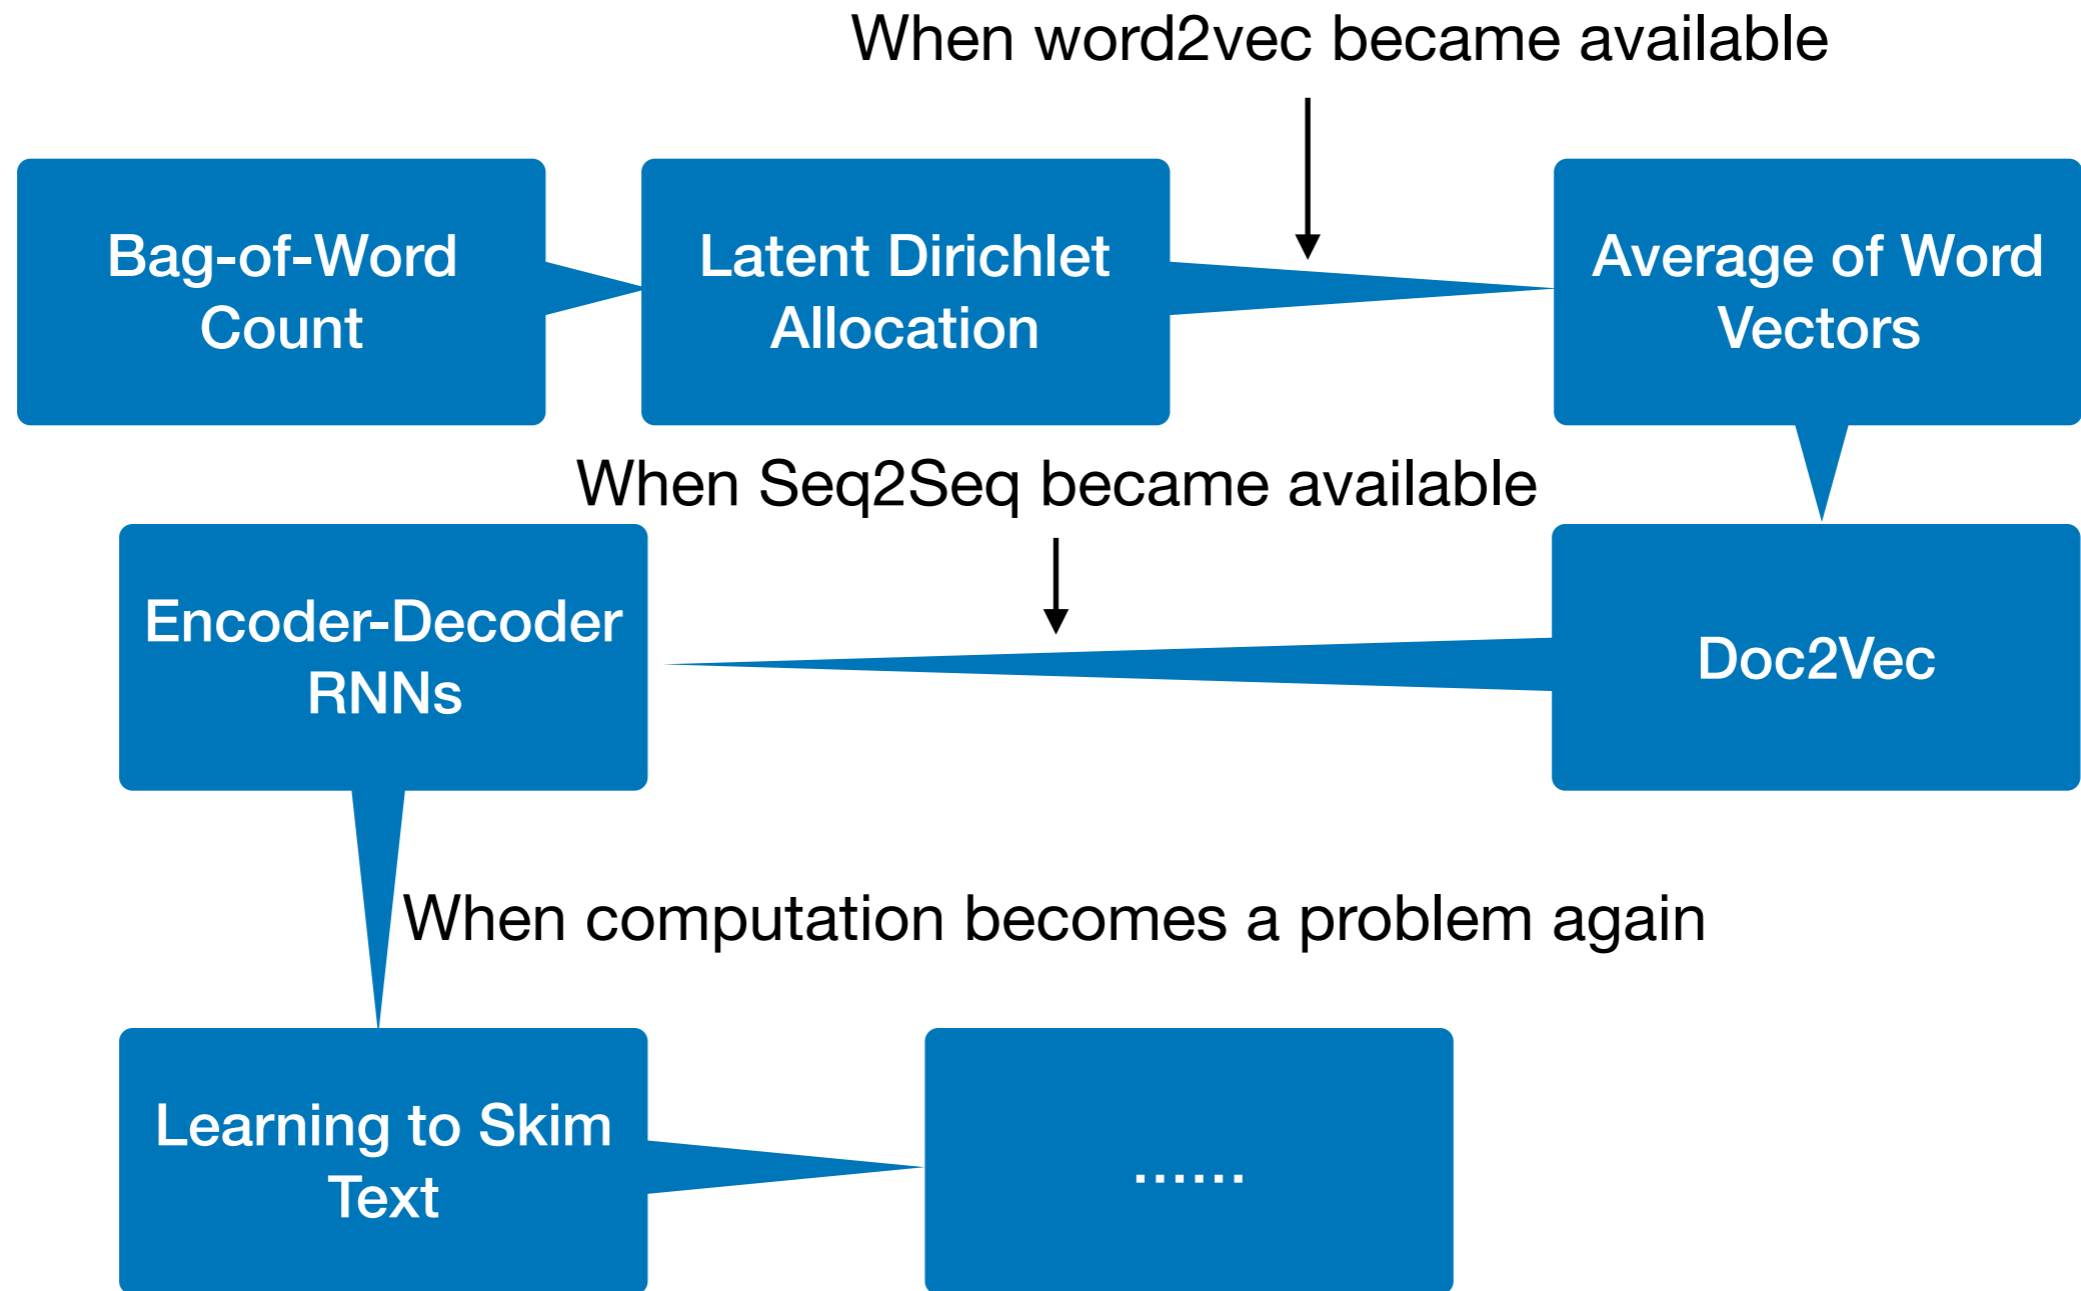 When word2vec became available
Bag-of-Word
Count
Latent Dirichlet
Allocation
Average of Word
Vectors
When Seq2Seq became available
Encoder-Decoder
RNNs
Doc2Vec
When computation becomes a problem again
Learning to Skim
Text
......